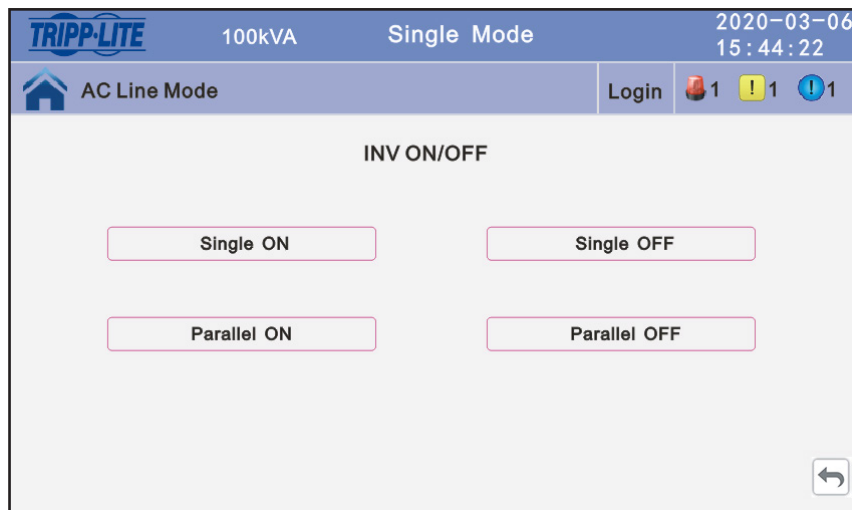 TRIPP·LITE 100kVA Single Mode 2020-03-06
15:44:22
AC Line Mode Login 1 ! 1 ! 1
INV ON/OFF
Single ON Single OFF
Parallel ON Parallel OFF